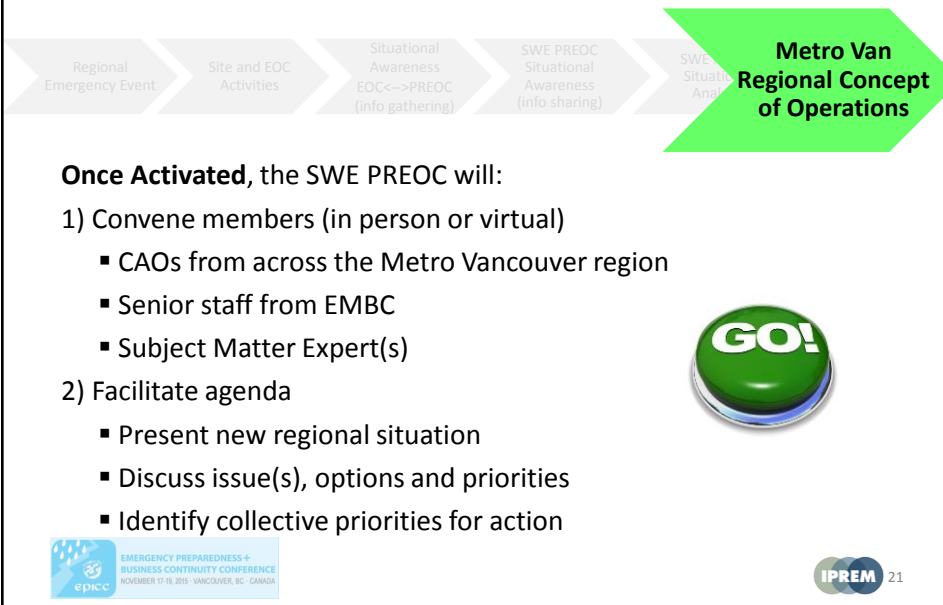 Regional
Emergency Event
Site and EOC
Activities
Situational
Awareness
EOC<-->PREOC
(info gathering)
SWE PREOC
Situational
Awareness
(info sharing)
SWE
Situatio
Anal
Metro Van
Regional Concept
of Operations
Once Activated, the SWE PREOC will:
1) Convene members (in person or virtual)
▪ CAOs from across the Metro Vancouver region
▪ Senior staff from EMBC
▪ Subject Matter Expert(s)
GO!
2) Facilitate agenda
▪ Present new regional situation
▪ Discuss issue(s), options and priorities
▪ Identify collective priorities for action
epicc
EMERGENCY PREPAREDNESS +
BUSINESS CONTINUITY CONFERENCE
NOVEMBER 17-19, 2015 · VANCOUVER, BC · CANADA
IPREM 21